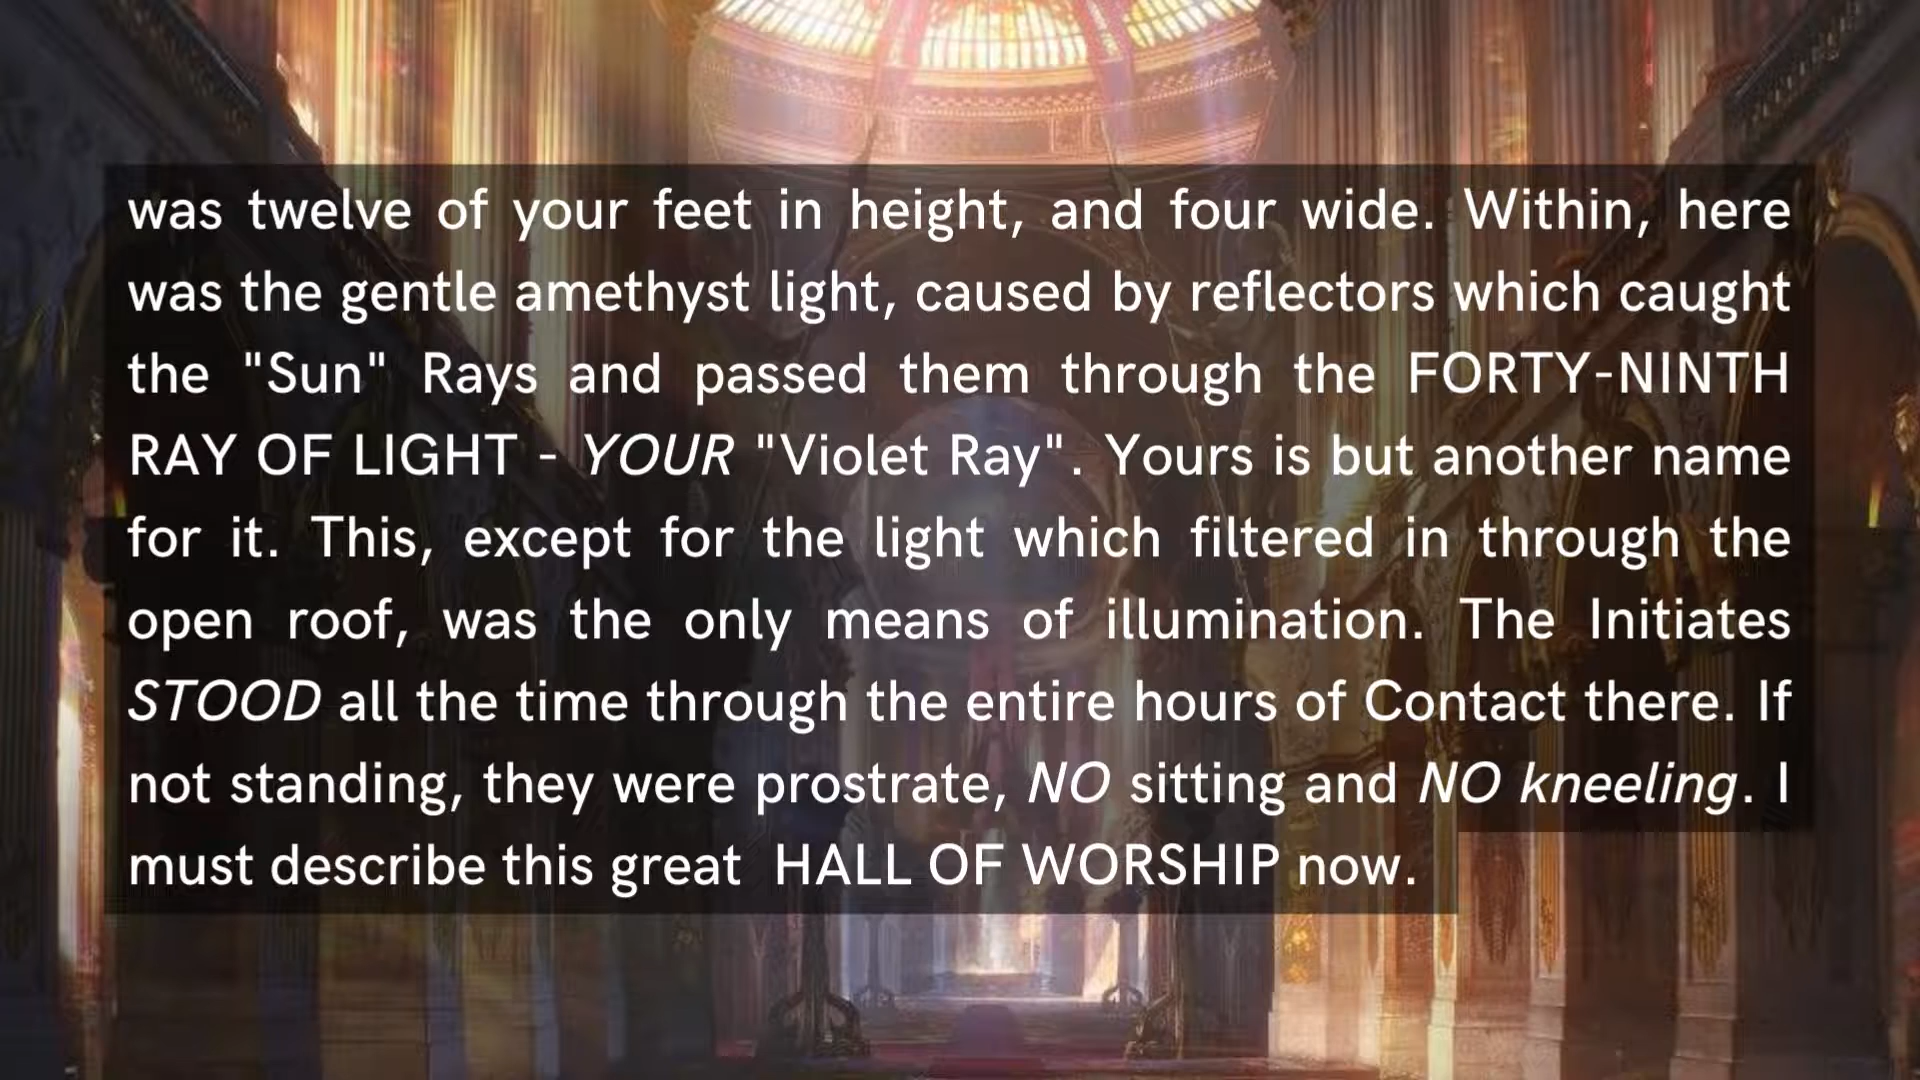 was twelve of your feet in height, and four wide. Within, here
was the gentle amethyst light, caused by reflectors which caught
the "Sun" Rays and passed them through the FORTY-NINTH
RAY OF LIGHT - YOUR "Violet Ray". Yours is but another name
for it. This, except for the light which filtered in through the
open roof, was the only means of illumination. The Initiates
STOOD all the time through the entire hours of Contact there. If
not standing, they were prostrate, NO sitting and NO kneeling. I
must describe this great  HALL OF WORSHIP now.